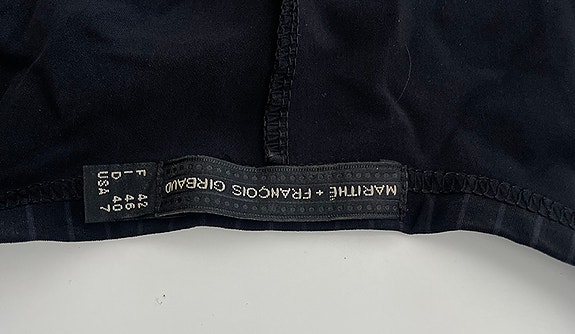 MARITHÉ + FRANÇOIS GIRBAUD
F 42
I 46
D 40
USA 7